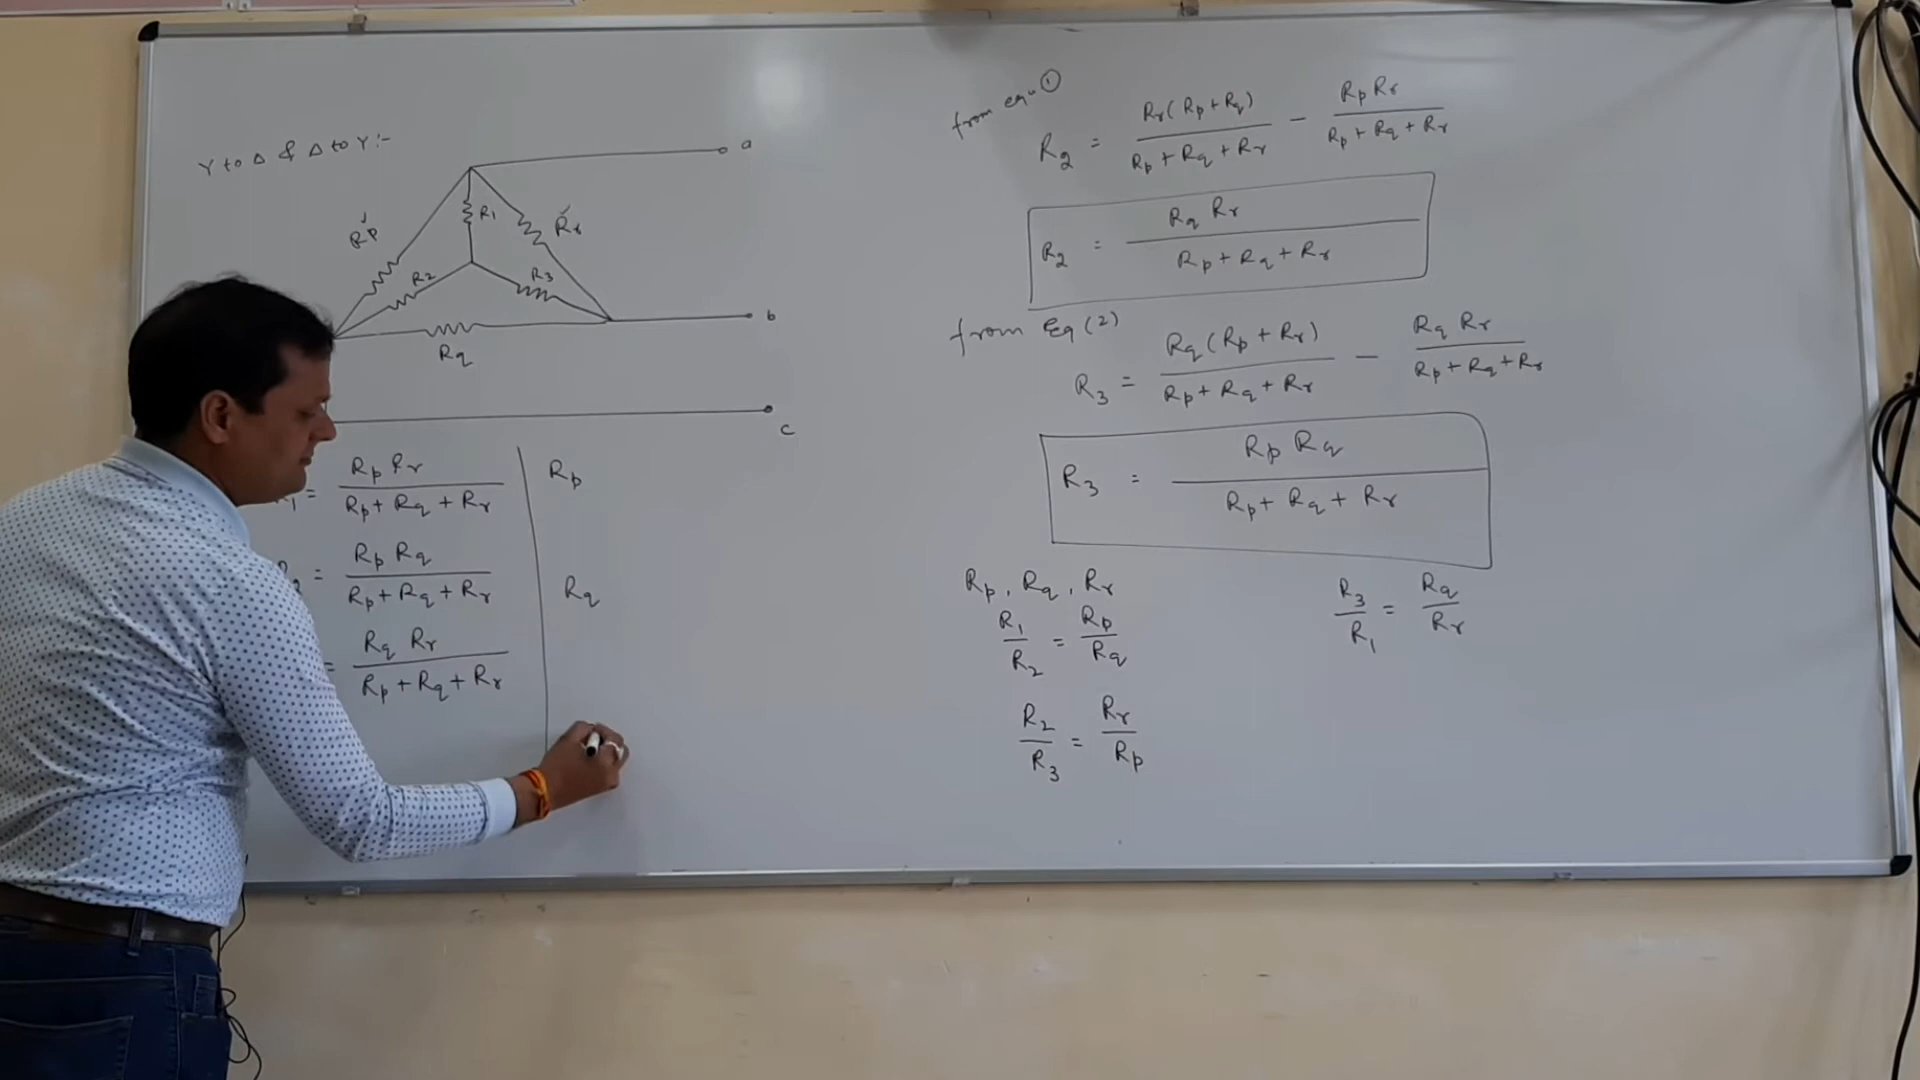 Y to Δ & Δ to Y :-
a
R1
Rp
Rr
R2
R3
b
Rq
c
1 = Rp Rr / Rp + Rq + Rr
= Rp Rq / Rp + Rq + Rr
= Rq Rr / Rp + Rq + Rr
Rp
Rq
from equ (1)
R2 = Rr (Rp + Rq) / Rp + Rq + Rr − Rp Rr / Rp + Rq + Rr
R2 = Rq Rr / Rp + Rq + Rr
from Eq (2)
R3 = Rq (Rp + Rr) / Rp + Rq + Rr − Rq Rr / Rp + Rq + Rr
R3 = Rp Rq / Rp + Rq + Rr
Rp, Rq, Rr
R1 / R2 = Rp / Rq
R3 / R1 = Rq / Rr
R2 / R3 = Rr / Rp